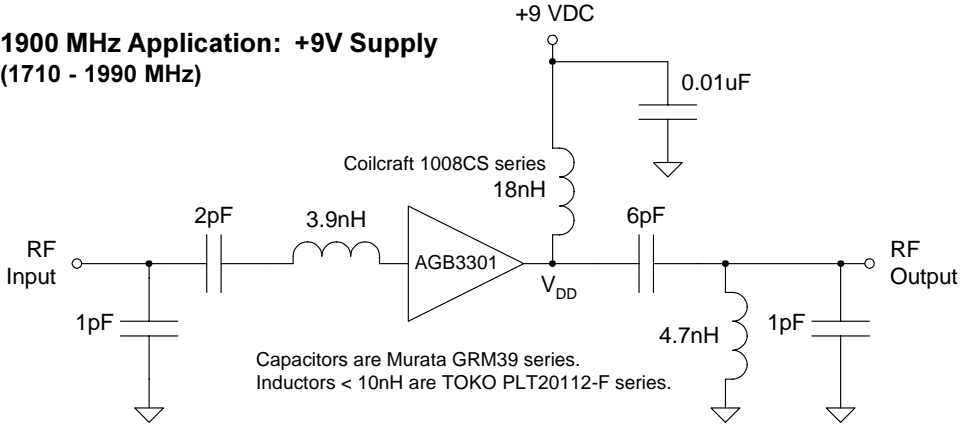 +9 VDC
1900 MHz Application: +9V Supply
(1710 - 1990 MHz)
0.01uF
Coilcraft 1008CS series
18nH
2pF
3.9nH
6pF
RF
Input
AGB3301
RF
Output
VDD
1pF
4.7nH
1pF
Capacitors are Murata GRM39 series.
Inductors < 10nH are TOKO PLT20112-F series.